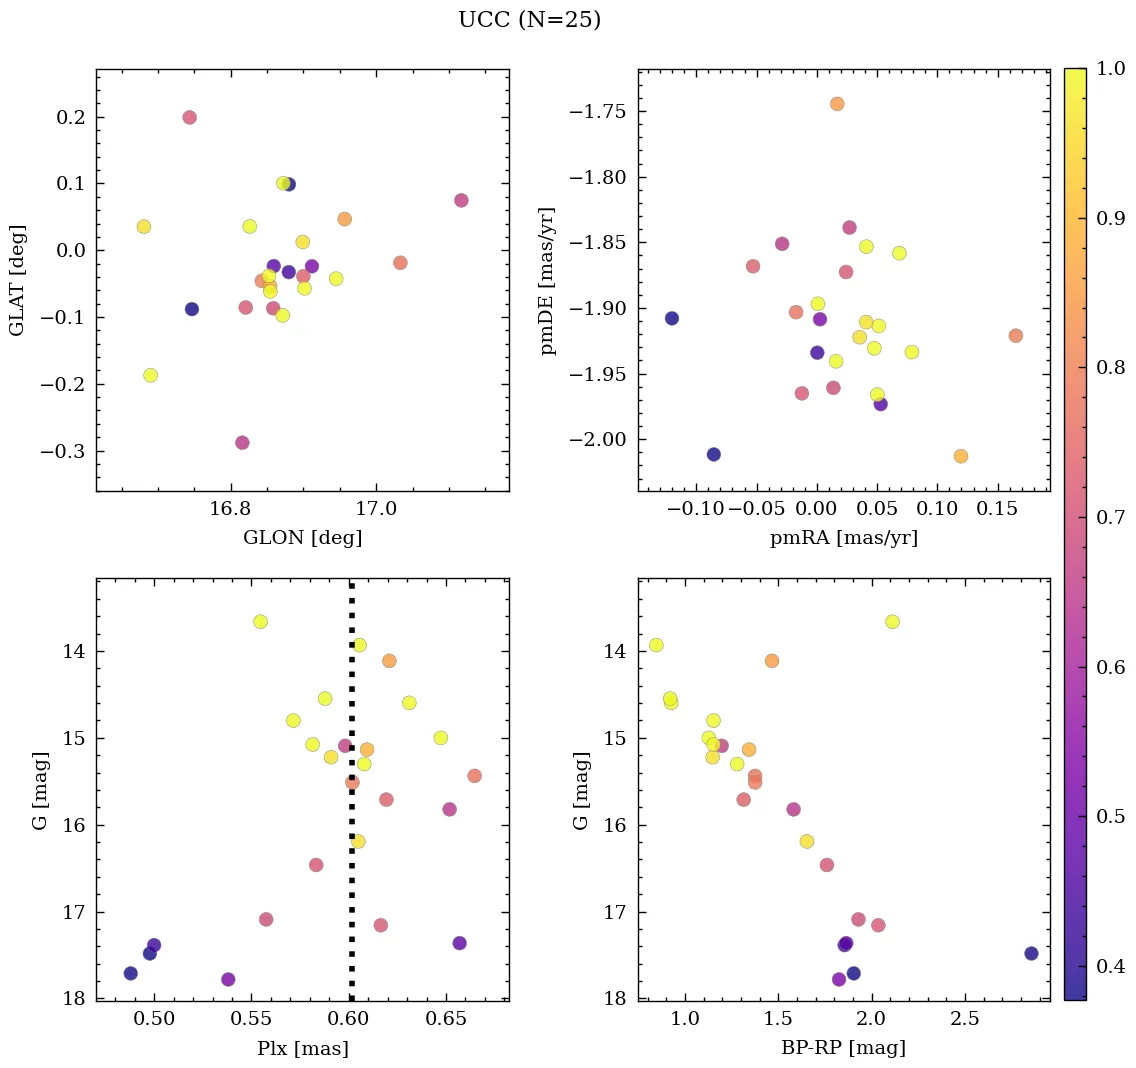 UCC (N=25)
0.2
0.1
0.0
−0.1
−0.2
−0.3
GLAT [deg]
16.8 17.0
GLON [deg]
−1.75
−1.80
−1.85
−1.90
−1.95
−2.00
pmDE [mas/yr]
−0.10 −0.05 0.00 0.05 0.10 0.15
pmRA [mas/yr]
14
15
16
17
18
G [mag]
0.50 0.55 0.60 0.65
Plx [mas]
14
15
16
17
18
G [mag]
1.0 1.5 2.0 2.5
BP-RP [mag]
1.0
0.9
0.8
0.7
0.6
0.5
0.4